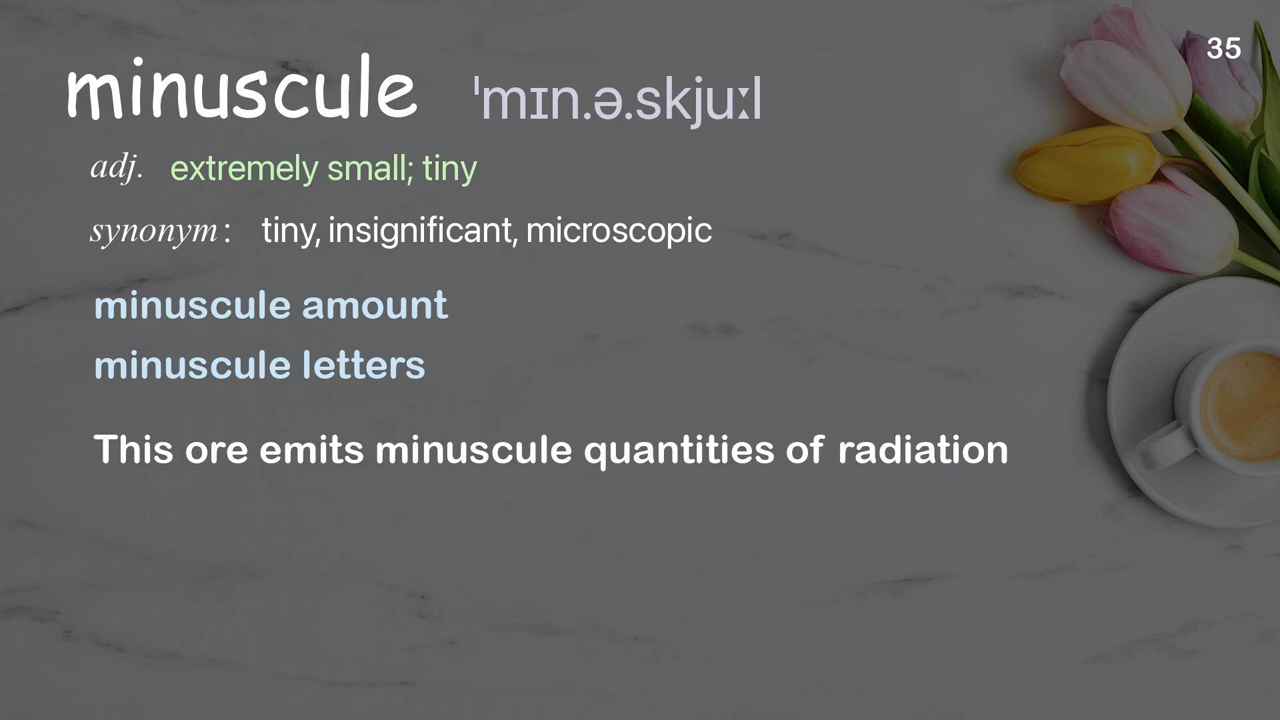 35
minuscule ˈmɪn.ə.skjuːl
adj. extremely small; tiny
synonym: tiny, insignificant, microscopic
minuscule amount
minuscule letters
This ore emits minuscule quantities of radiation